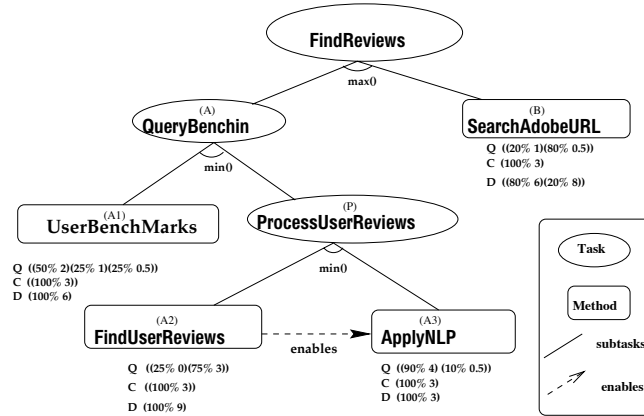 FindReviews
max()
(A)
QueryBenchin
(B)
SearchAdobeURL
Q ((20% 1)(80% 0.5))
C (100% 3)
D ((80% 6)(20% 8))
min()
(A1)
UserBenchMarks
Q ((50% 2)(25% 1)(25% 0.5))
C ((100% 3))
D (100% 6)
(P)
ProcessUserReviews
min()
(A2)
FindUserReviews
Q ((25% 0)(75% 3))
C ((100% 3))
D (100% 9)
enables
(A3)
ApplyNLP
Q ((90% 4) (10% 0.5))
C (100% 3)
D (100% 3)
Task
Method
subtasks
enables